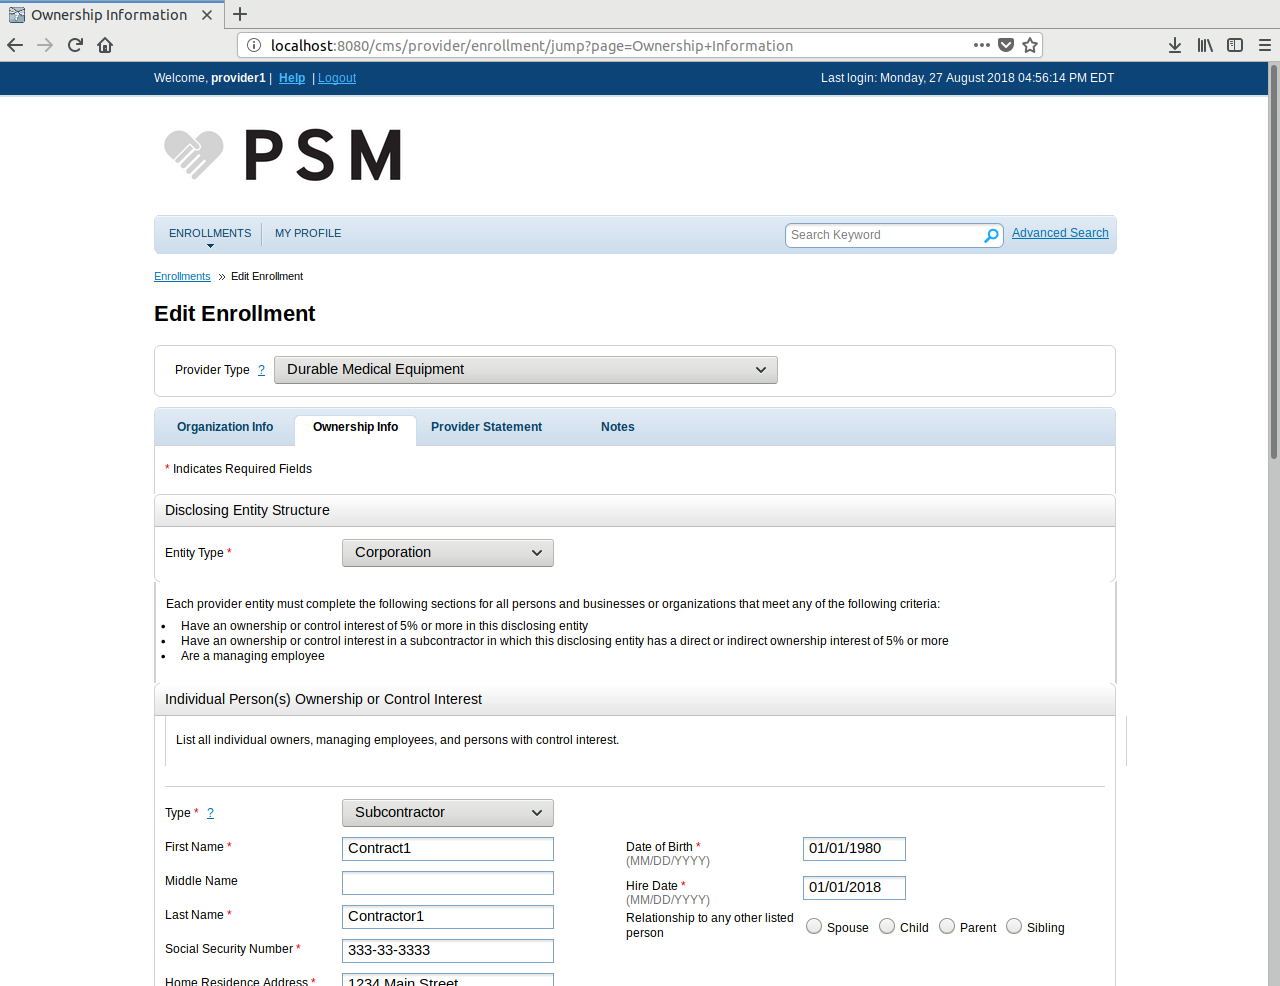 Ownership Information
localhost:8080/cms/provider/enrollment/jump?page=Ownership+Information
Welcome, provider1 | Help | Logout
Last login: Monday, 27 August 2018 04:56:14 PM EDT
PSM
ENROLLMENTS
MY PROFILE
Search Keyword
Advanced Search
Enrollments » Edit Enrollment
Edit Enrollment
Provider Type ? Durable Medical Equipment
Organization Info
Ownership Info
Provider Statement
Notes
* Indicates Required Fields
Disclosing Entity Structure
Entity Type * Corporation
Each provider entity must complete the following sections for all persons and businesses or organizations that meet any of the following criteria:
• Have an ownership or control interest of 5% or more in this disclosing entity
• Have an ownership or control interest in a subcontractor in which this disclosing entity has a direct or indirect ownership interest of 5% or more
• Are a managing employee
Individual Person(s) Ownership or Control Interest
List all individual owners, managing employees, and persons with control interest.
Type * ? Subcontractor
First Name * Contract1
Middle Name
Last Name * Contractor1
Social Security Number * 333-33-3333
Home Residence Address * 1234 Main Street
Date of Birth * 01/01/1980
(MM/DD/YYYY)
Hire Date * 01/01/2018
(MM/DD/YYYY)
Relationship to any other listed
person
Spouse
Child
Parent
Sibling